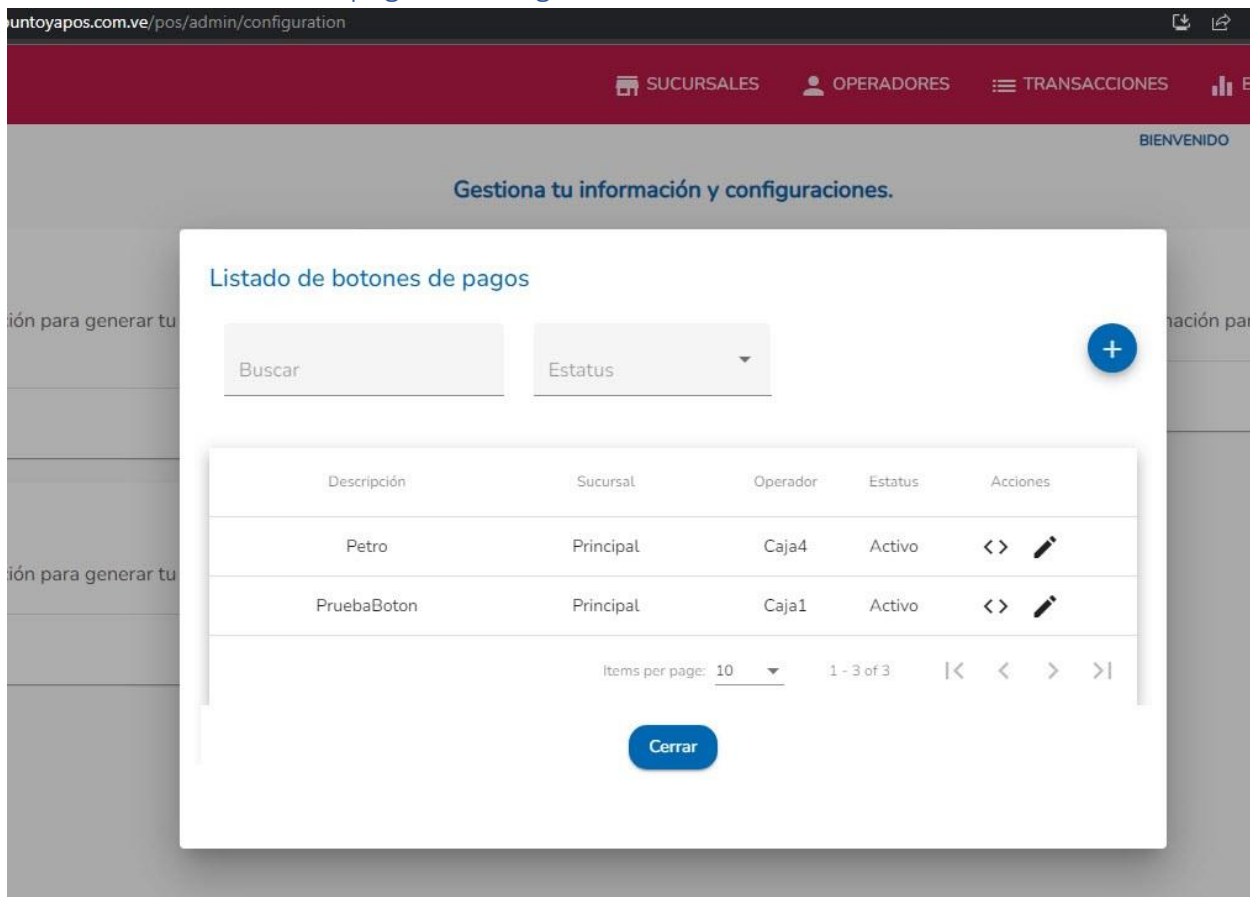 untoyapos.com.ve/pos/admin/configuration
SUCURSALES OPERADORES TRANSACCIONES E
BIENVENIDO
Gestiona tu información y configuraciones.
Listado de botones de pagos
ión para generar tu
ación par
Buscar Estatus
+
Descripción Sucursal Operador Estatus Acciones
Petro Principal Caja4 Activo <>
ión para generar tu
PruebaBoton Principal Caja1 Activo <>
Items per page: 10 1 - 3 of 3 |< < > >|
Cerrar